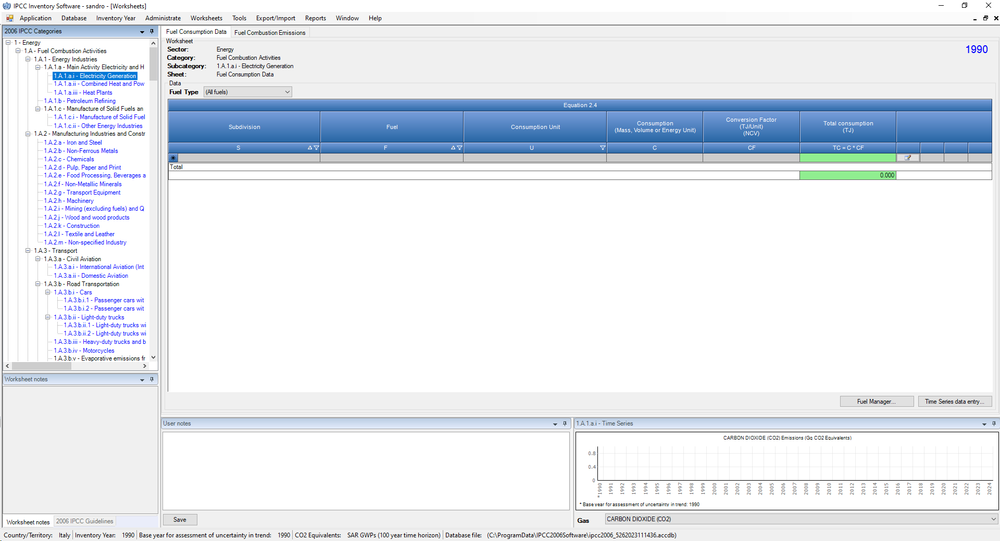 IPCC Inventory Software - sandro - [Worksheets]
Application Database Inventory Year Administrate Worksheets Tools Export/Import Reports Window Help
2006 IPCC Categories
1 - Energy
1.A - Fuel Combustion Activities
1.A.1 - Energy Industries
1.A.1.a - Main Activity Electricity and H
1.A.1.a.i - Electricity Generation
1.A.1.a.ii - Combined Heat and Pow
1.A.1.a.iii - Heat Plants
1.A.1.b - Petroleum Refining
1.A.1.c - Manufacture of Solid Fuels an
1.A.1.c.i - Manufacture of Solid Fuel
1.A.1.c.ii - Other Energy Industries
1.A.2 - Manufacturing Industries and Constr
1.A.2.a - Iron and Steel
1.A.2.b - Non-Ferrous Metals
1.A.2.c - Chemicals
1.A.2.d - Pulp, Paper and Print
1.A.2.e - Food Processing, Beverages a
1.A.2.f - Non-Metallic Minerals
1.A.2.g - Transport Equipment
1.A.2.h - Machinery
1.A.2.i - Mining (excluding fuels) and Q
1.A.2.j - Wood and wood products
1.A.2.k - Construction
1.A.2.l - Textile and Leather
1.A.2.m - Non-specified Industry
1.A.3 - Transport
1.A.3.a - Civil Aviation
1.A.3.a.i - International Aviation (Int
1.A.3.a.ii - Domestic Aviation
1.A.3.b - Road Transportation
1.A.3.b.i - Cars
1.A.3.b.i.1 - Passenger cars wit
1.A.3.b.i.2 - Passenger cars wit
1.A.3.b.ii - Light-duty trucks
1.A.3.b.ii.1 - Light-duty trucks wi
1.A.3.b.ii.2 - Light-duty trucks wi
1.A.3.b.iii - Heavy-duty trucks and b
1.A.3.b.iv - Motorcycles
1.A.3.b.v - Evaporative emissions fr
Worksheet notes
Worksheet notes 2006 IPCC Guidelines
Fuel Consumption Data Fuel Combustion Emissions
Worksheet
1990
Sector: Energy
Category: Fuel Combustion Activities
Subcategory: 1.A.1.a.i - Electricity Generation
Sheet: Fuel Consumption Data
Data
Fuel Type (All fuels)
Equation 2.4
Subdivision
Fuel
Consumption Unit
Consumption
(Mass, Volume or Energy Unit)
Conversion Factor
(TJ/Unit)
(NCV)
Total consumption
(TJ)
S F U C CF TC = C * CF
Total
0.000
Fuel Manager... Time Series data entry...
User notes
Save
1.A.1.a.i - Time Series
CARBON DIOXIDE (CO2) Emissions (Gg CO2 Equivalents)
0.8
0.4
0
*1990 1991 1992 1993 1994 1995 1996 1997 1998 1999 2000 2001 2002 2003 2004 2005 2006 2007 2008 2009 2010 2011 2012 2013 2014 2015 2016 2017 2018 2019 2020 2021 2022 2023 2024
* Base year for assessment of uncertainty in trend: 1990
Gas CARBON DIOXIDE (CO2)
Country/Territory: Italy Inventory Year: 1990 Base year for assessment of uncertainty in trend: 1990 CO2 Equivalents: SAR GWPs (100 year time horizon) Database file: (C:\ProgramData\IPCC2006Software\ipcc2006_5262023111436.accdb)